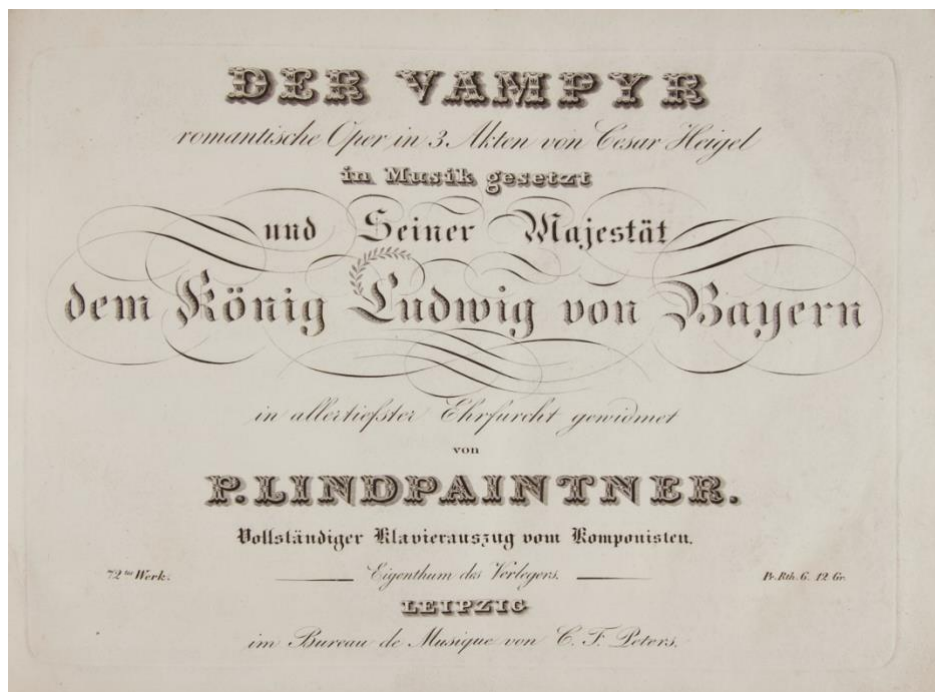 DER VAMPYR
romantische Oper in 3 Akten von Cesar Heigel
in Musik gesetzt
und Seiner Majestät
dem König Ludwig von Bayern
in allertiefster Ehrfurcht gewidmet
von
P. LINDPAINTNER.
Vollständiger Klavierauszug vom Komponisten.
72tes Werk. Eigenthum des Verlegers. Pr. Rth. 6. 12 Gr.
LEIPZIG
im Bureau de Musique von C. F. Peters.